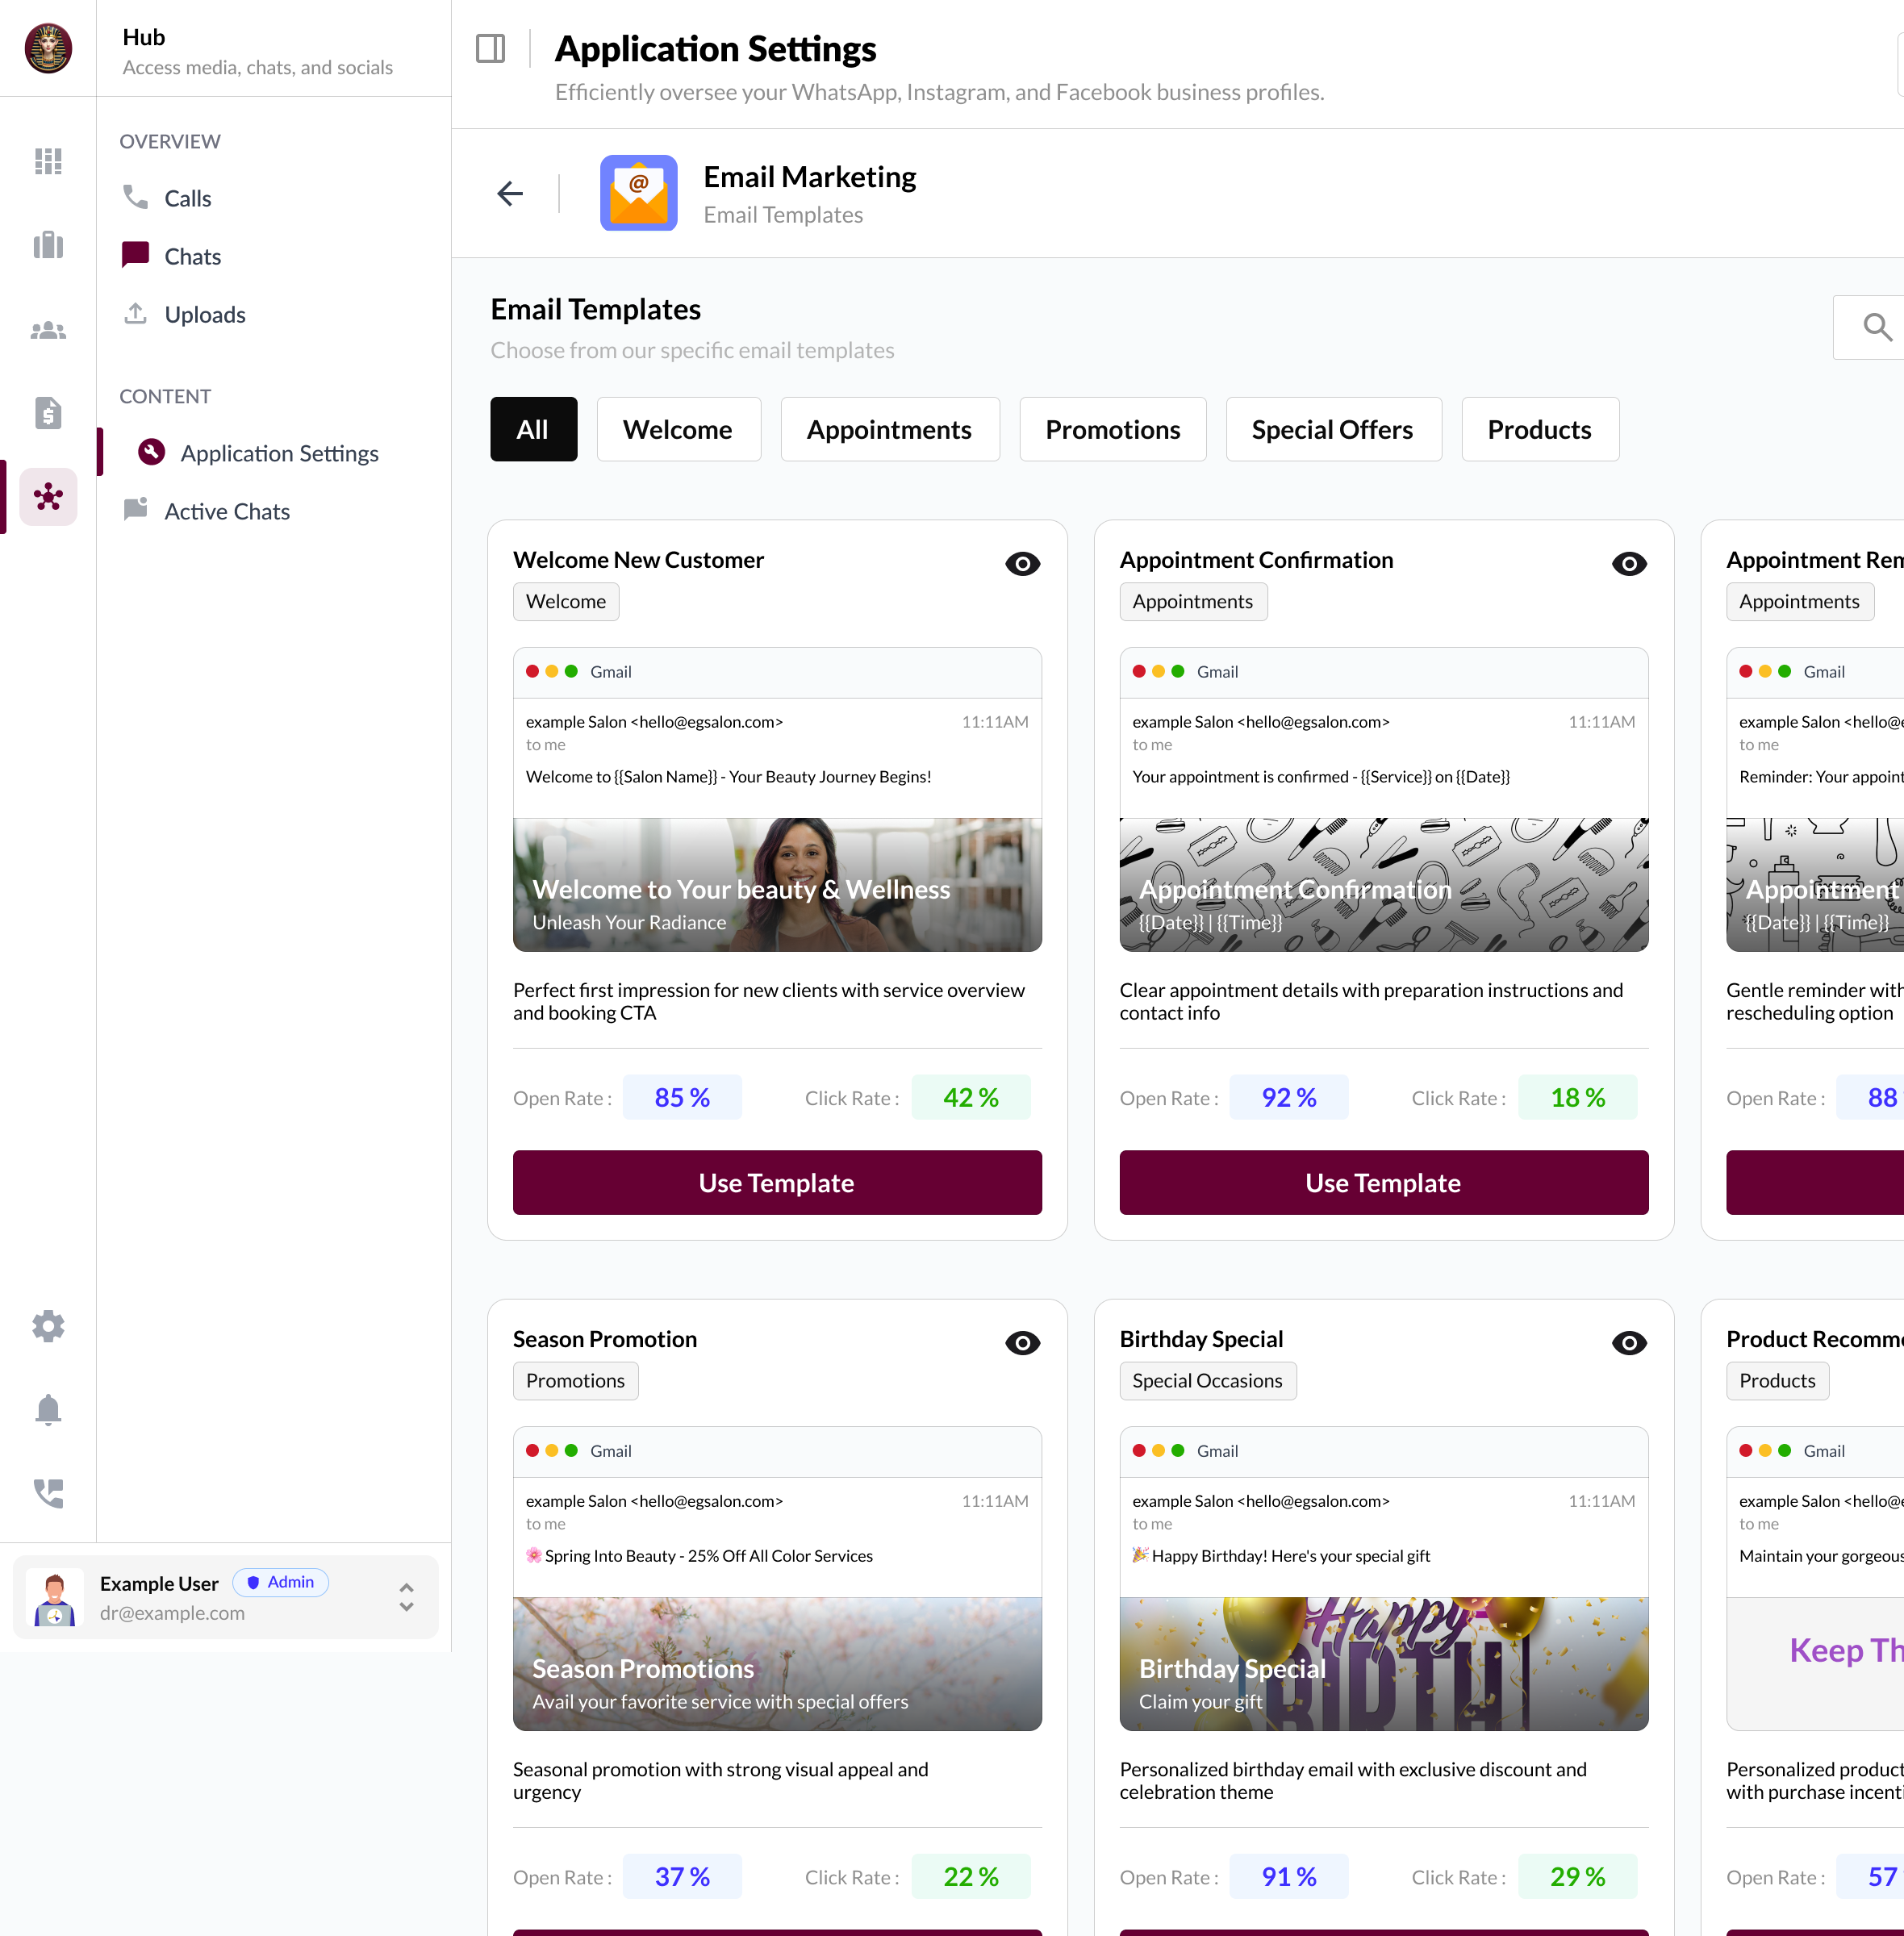 Hub
Access media, chats, and socials
OVERVIEW
Calls
Chats
Uploads
CONTENT
Application Settings
Active Chats
Example User
Admin
dr@example.com
Application Settings
Efficiently oversee your WhatsApp, Instagram, and Facebook business profiles.
Email Marketing
Email Templates
Email Templates
Choose from our specific email templates
All
Welcome
Appointments
Promotions
Special Offers
Products
Welcome New Customer
Welcome
Gmail
example Salon <hello@egsalon.com>
11:11AM
to me
Welcome to {{Salon Name}} - Your Beauty Journey Begins!
Welcome to Your beauty & Wellness
Unleash Your Radiance
Perfect first impression for new clients with service overview
and booking CTA
Open Rate :
85 %
Click Rate :
42 %
Use Template
Appointment Confirmation
Appointments
Gmail
example Salon <hello@egsalon.com>
11:11AM
to me
Your appointment is confirmed - {{Service}} on {{Date}}
Appointment Confirmation
{{Date}} | {{Time}}
Clear appointment details with preparation instructions and
contact info
Open Rate :
92 %
Click Rate :
18 %
Use Template
Appointment Rem
Appointments
Gmail
example Salon <hello@e
to me
Reminder: Your appoint
Appointment
{{Date}} | {{Time}}
Gentle reminder with
rescheduling option
Open Rate :
88
Season Promotion
Promotions
Gmail
example Salon <hello@egsalon.com>
11:11AM
to me
🌸 Spring Into Beauty - 25% Off All Color Services
Season Promotions
Avail your favorite service with special offers
Seasonal promotion with strong visual appeal and
urgency
Open Rate :
37 %
Click Rate :
22 %
Birthday Special
Special Occasions
Gmail
example Salon <hello@egsalon.com>
11:11AM
to me
🎉 Happy Birthday! Here's your special gift
Happy
BIRTH
Birthday Special
Claim your gift
Personalized birthday email with exclusive discount and
celebration theme
Open Rate :
91 %
Click Rate :
29 %
Product Recomme
Products
Gmail
example Salon <hello@e
to me
Maintain your gorgeous
Keep Th
Personalized product
with purchase incenti
Open Rate :
57